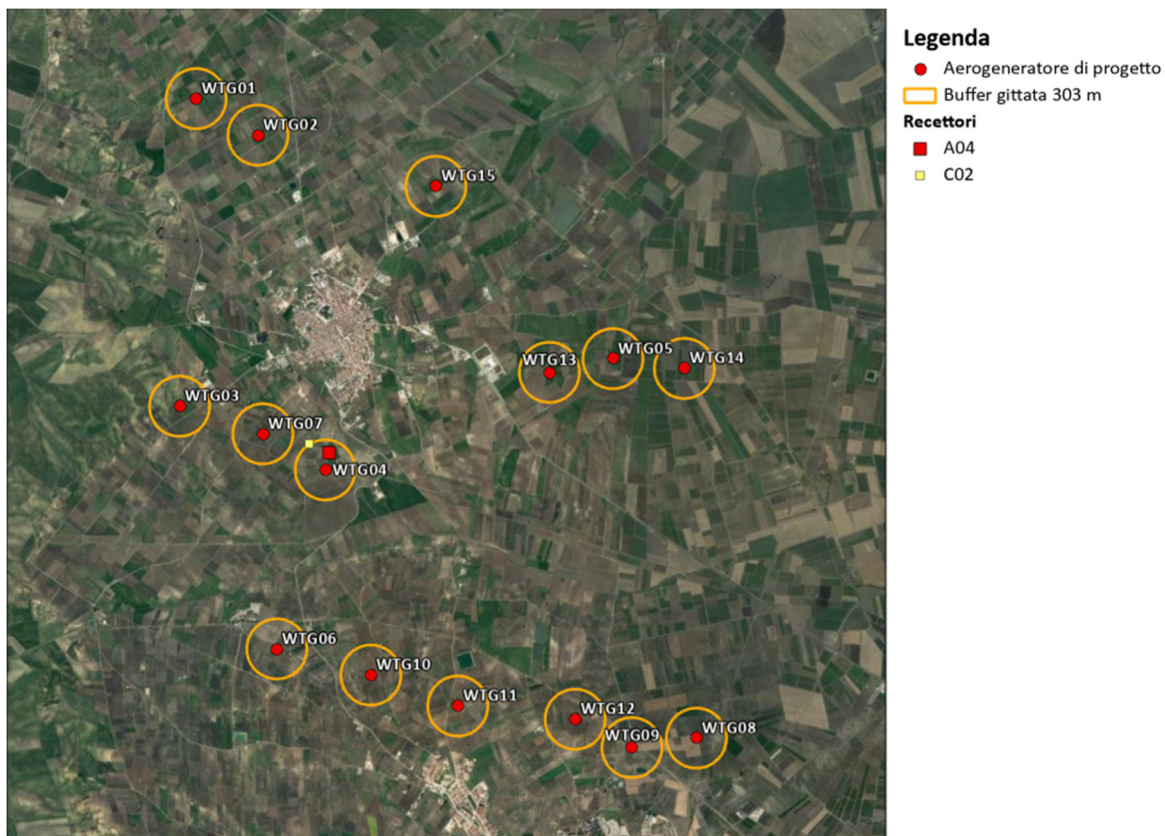 Legenda
Aerogeneratore di progetto
Buffer gittata 303 m
Recettori
A04
C02
WTG01
WTG02
WTG15
WTG05
WTG13
WTG14
WTG03
WTG07
WTG04
WTG06
WTG10
WTG11
WTG12
WTG08
WTG09